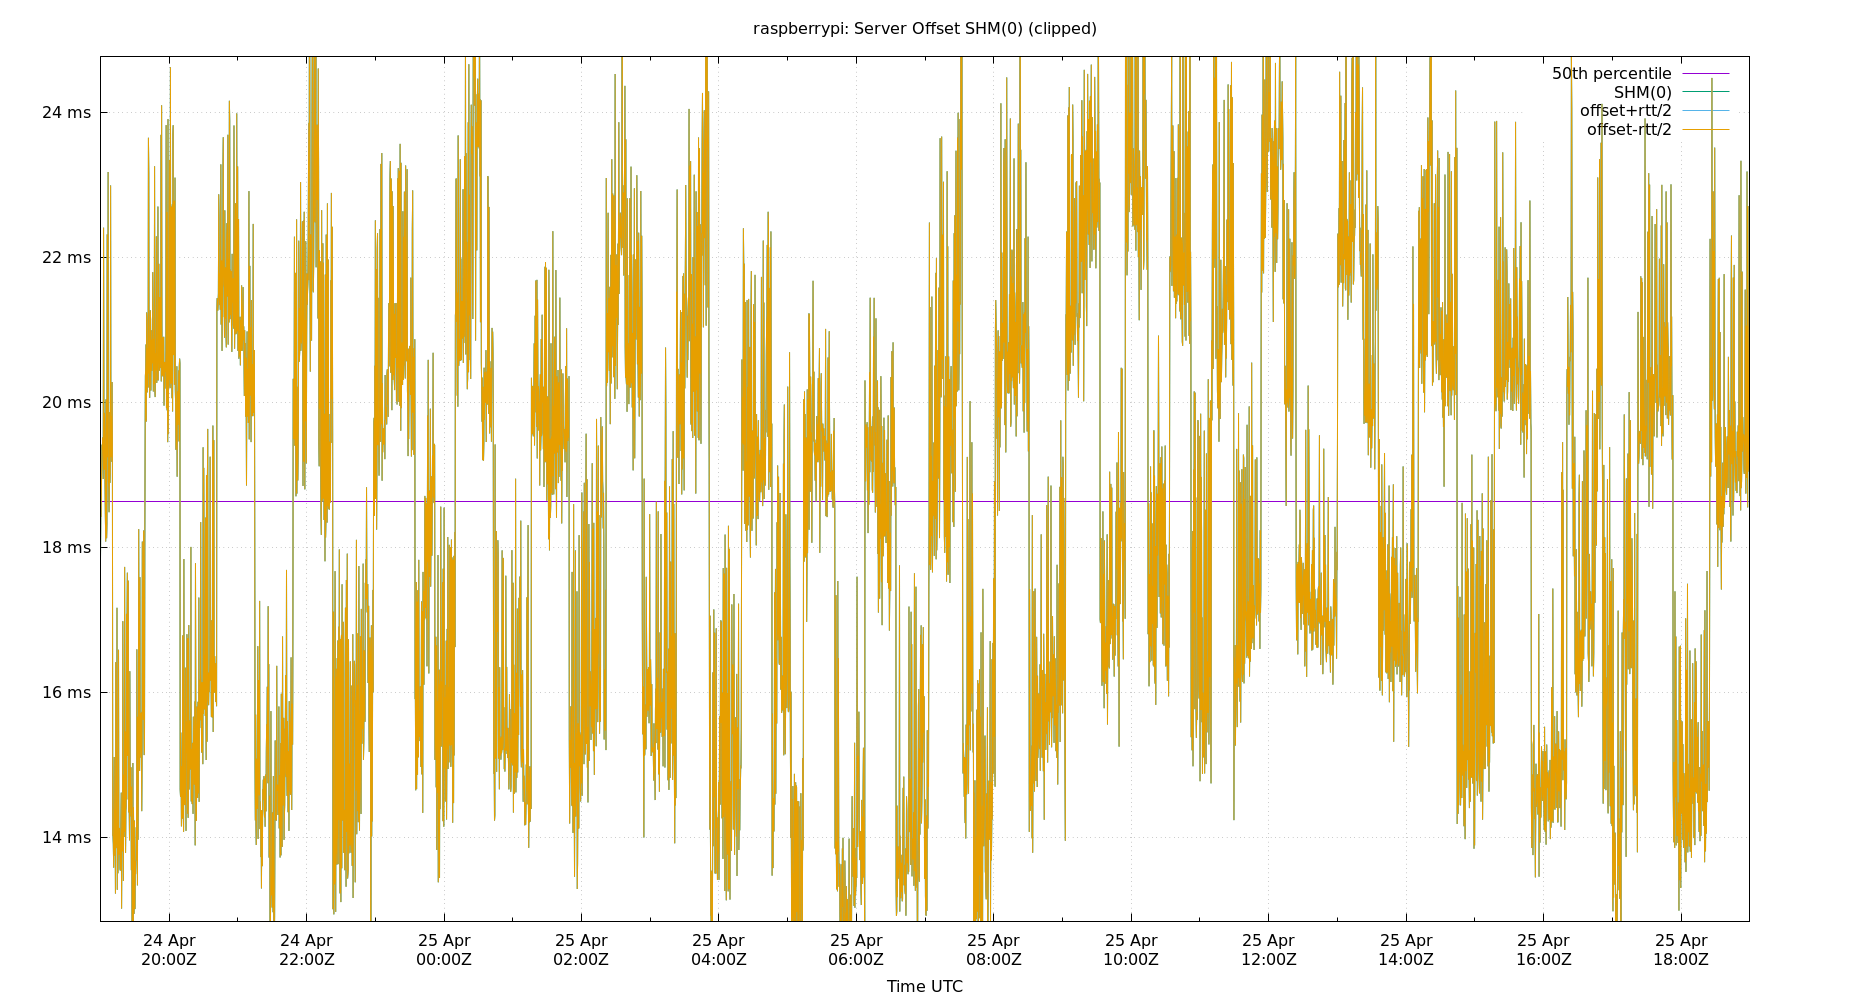 raspberrypi: Server Offset SHM(0) (clipped)
50th percentile
SHM(0)
offset+rtt/2
offset-rtt/2
24 ms
22 ms
20 ms
18 ms
16 ms
14 ms
24 Apr 24 Apr 25 Apr 25 Apr 25 Apr 25 Apr 25 Apr 25 Apr 25 Apr 25 Apr 25 Apr 25 Apr
20:00Z 22:00Z 00:00Z 02:00Z 04:00Z 06:00Z 08:00Z 10:00Z 12:00Z 14:00Z 16:00Z 18:00Z
Time UTC